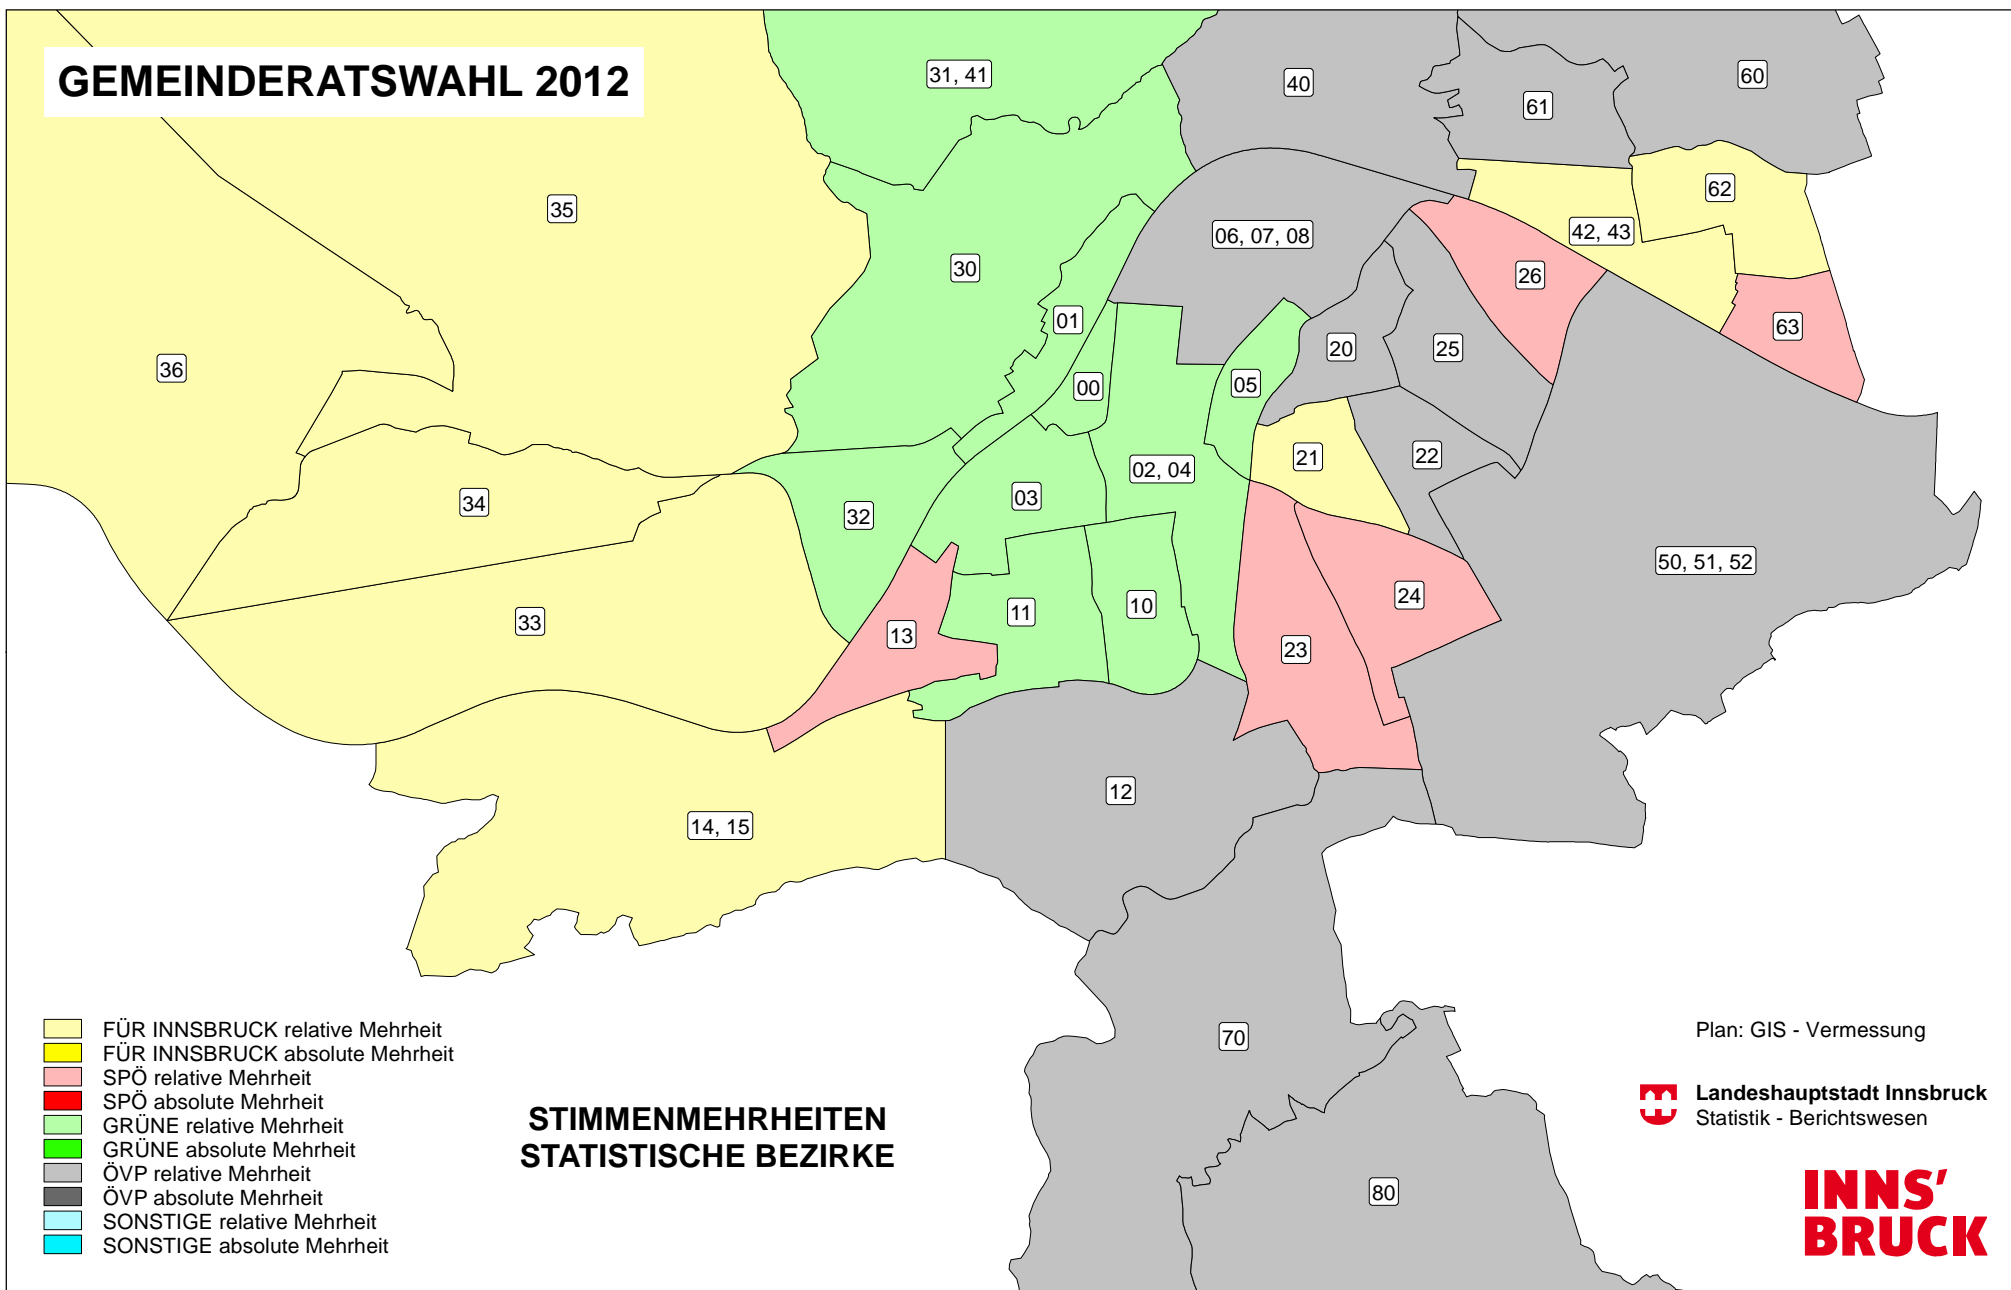 GEMEINDERATSWAHL 2012
31, 41
40
60
61
62
35
42, 43
06, 07, 08
30
26
01
63
20
25
36
00
05
21
22
02, 04
03
34
32
50, 51, 52
24
10
11
33
13
23
12
14, 15
70
80
FÜR INNSBRUCK relative Mehrheit
FÜR INNSBRUCK absolute Mehrheit
SPÖ relative Mehrheit
SPÖ absolute Mehrheit
GRÜNE relative Mehrheit
GRÜNE absolute Mehrheit
ÖVP relative Mehrheit
ÖVP absolute Mehrheit
SONSTIGE relative Mehrheit
SONSTIGE absolute Mehrheit
STIMMENMEHRHEITEN
STATISTISCHE BEZIRKE
Plan: GIS - Vermessung
Landeshauptstadt Innsbruck
Statistik - Berichtswesen
INNS'
BRUCK